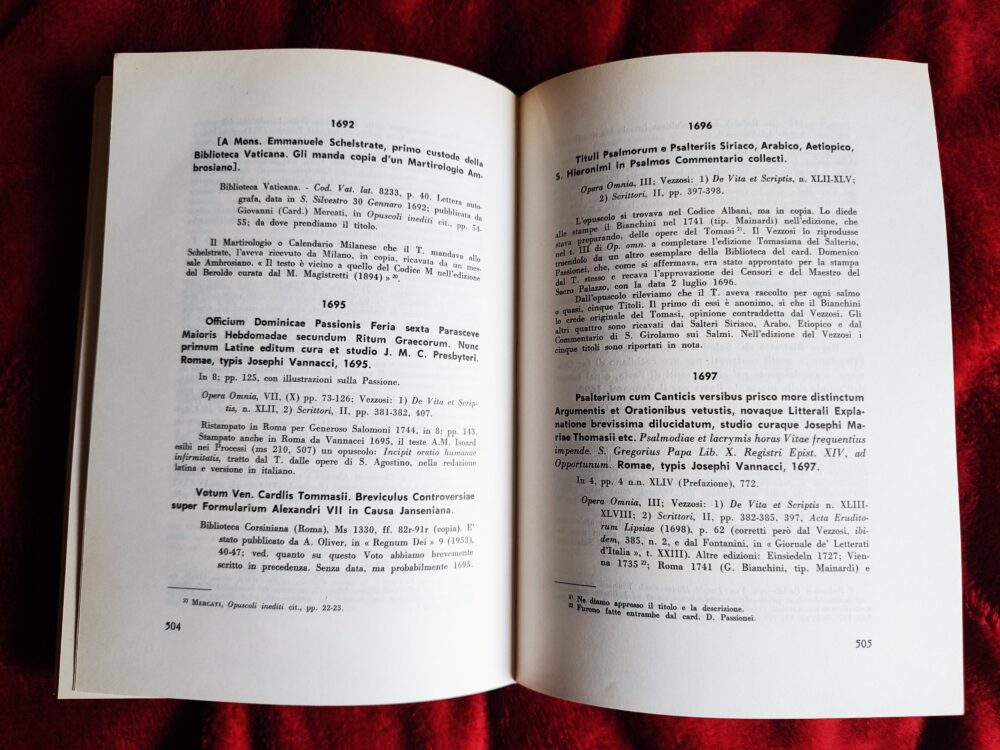 1692
[A Mons. Emmanuele Schelstrate, primo custode della
Biblioteca Vaticana. Gli manda copia d'un Martirologio Am-
brosiano].
Biblioteca Vaticana. - Cod. Vat. lat. 8233, p. 40. Lettera auto-
grafa, data in S. Silvestro 30 Gennaro 1692; pubblicata da
Giovanni (Card.) Mercati, in Opuscoli inediti cit., pp. 54-
55; da dove prendiamo il titolo.
Il Martirologio o Calendario Milanese che il T. mandava allo
Schelstrate, l'aveva ricevuto da Milano, in copia, ricavata da un mes-
sale Ambrosiano. « Il testo è vicino a quello del Codice M nell'edizione
del Beroldo curata dal M. Magistretti (1894) » 20.
1695
Officium Dominicae Passionis Feria sexta Parasceve
Maioris Hebdomadae secundum Ritum Graecorum. Nunc
primum Latine editum cura et studio J. M. C. Presbyteri.
Romae, typis Josephi Vannacci, 1695.
In 8; pp. 125, con illustrazioni sulla Passione.
Opera Omnia, VII, (X) pp. 73-126; Vezzosi: 1) De Vita et Scrip-
tis, n. XLII, 2) Scrittori, II, pp. 381-382, 407.
Ristampato in Roma per Generoso Salomoni 1744, in 8; pp. 143.
Stampato anche in Roma da Vannacci 1695, il teste A.M. Isoard
esibì nei Processi (ms 210, 507) un opuscolo: Incipit oratio humanae
infirmitatis, tratto dal T. dalle opere di S. Agostino, nella redazione
latina e versione in italiano.
Votum Ven. Cardlis Tommasii. Breviculus Controversiae
super Formularium Alexandri VII in Causa Janseniana.
Biblioteca Corsiniana (Roma), Ms 1330, ff. 82r-91r (copia). E'
stato pubblicato da A. Oliver, in « Regnum Dei » 9 (1953),
40-47; ved. quanto su questo Voto abbiamo brevemente
scritto in precedenza. Senza data, ma probabilmente 1695.
20 MERCATI, Opuscoli inediti cit., pp. 22-23.
504
1696
Tituli Psalmorum e Psalteriis Siriaco, Arabico, Aetiopico,
S. Hieronimi in Psalmos Commentario collecti.
Opera Omnia, III; Vezzosi: 1) De Vita et Scriptis, n. XLII-XLV;
2) Scrittori, II, pp. 397-398.
L'opuscolo si trovava nel Codice Albani, ma in copia. Lo diede
alle stampe il Bianchini nel 1741 (tip. Mainardi) nell'edizione, che
stava preparando, delle opere del Tomasi 21. Il Vezzosi lo riprodusse
nel t. III di Op. omn. a completare l'edizione Tomasiana del Salterio,
troendolo da un altro esemplare della Biblioteca del card. Domenico
Passionei, che, come si affermava, era stato approntato per la stampa
dal T. stesso e recava l'approvazione dei Censori e del Maestro del
Sacro Palazzo, con la data 2 luglio 1696.
Dall'opuscolo rileviamo che il T. aveva raccolto per ogni salmo
o quasi, cinque Titoli. Il primo di essi è anonimo, sì che il Bianchini
lo crede originale del Tomasi, opinione contraddetta dal Vezzosi. Gli
altri quattro sono ricavati dai Salteri Siriaco, Arabo, Etiopico e dal
Commentario di S. Girolamo sui Salmi. Nell'edizione del Vezzosi i
cinque titoli sono riportati in nota.
1697
Psalterium cum Canticis versibus prisco more distinctum
Argumentis et Orationibus vetustis, novaque Litterali Expla-
natione brevissima dilucidatum, studio curaque Josephi Ma-
riae Thomasii etc. Psalmodiae et lacrymis horas Vitae frequentius
impende. S. Gregorius Papa Lib. X. Registri Epist. XIV, ad
Opportunum. Romae, typis Josephi Vannacci, 1697.
In 4, pp. 4 n.n. XLIV (Prefazione), 772.
Opera Omnia, III; Vezzosi: 1) De Vita et Scriptis n. XLIII-
XLVIII; 2) Scrittori, II, pp. 382-385, 397, Acta Erudito-
rum Lipsiae (1698), p. 62 (corretti però dal Vezzosi, ibi-
dem, 385, n. 2, e dal Fontanini, in « Giornale de' Letterati
d'Italia », t. XXIII). Altre edizioni: Einsiedeln 1727; Vien-
na 1735 22; Roma 1741 (G. Bianchini, tip. Mainardi) e
21 Ne diamo appresso il titolo e la descrizione.
22 Furono fatte entrambe dal card. D. Passionei.
505